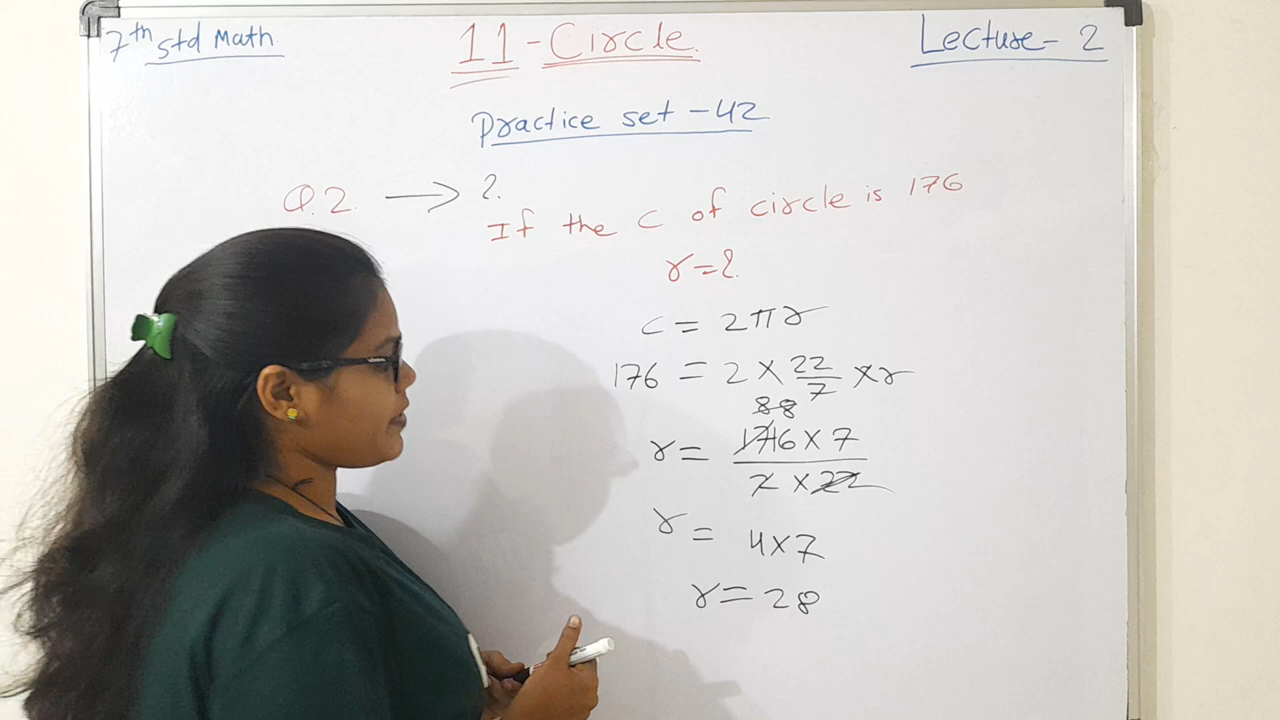 7th std Math
11-Circle.
Lecture-2
Practice set-42
Q.2. → 2.
If the c of circle is 176
r=?
c = 2πr
176 = 2 × 22/7 × r
88
r = 176 × 7 / 2 × 22
r = 4×7
r = 28